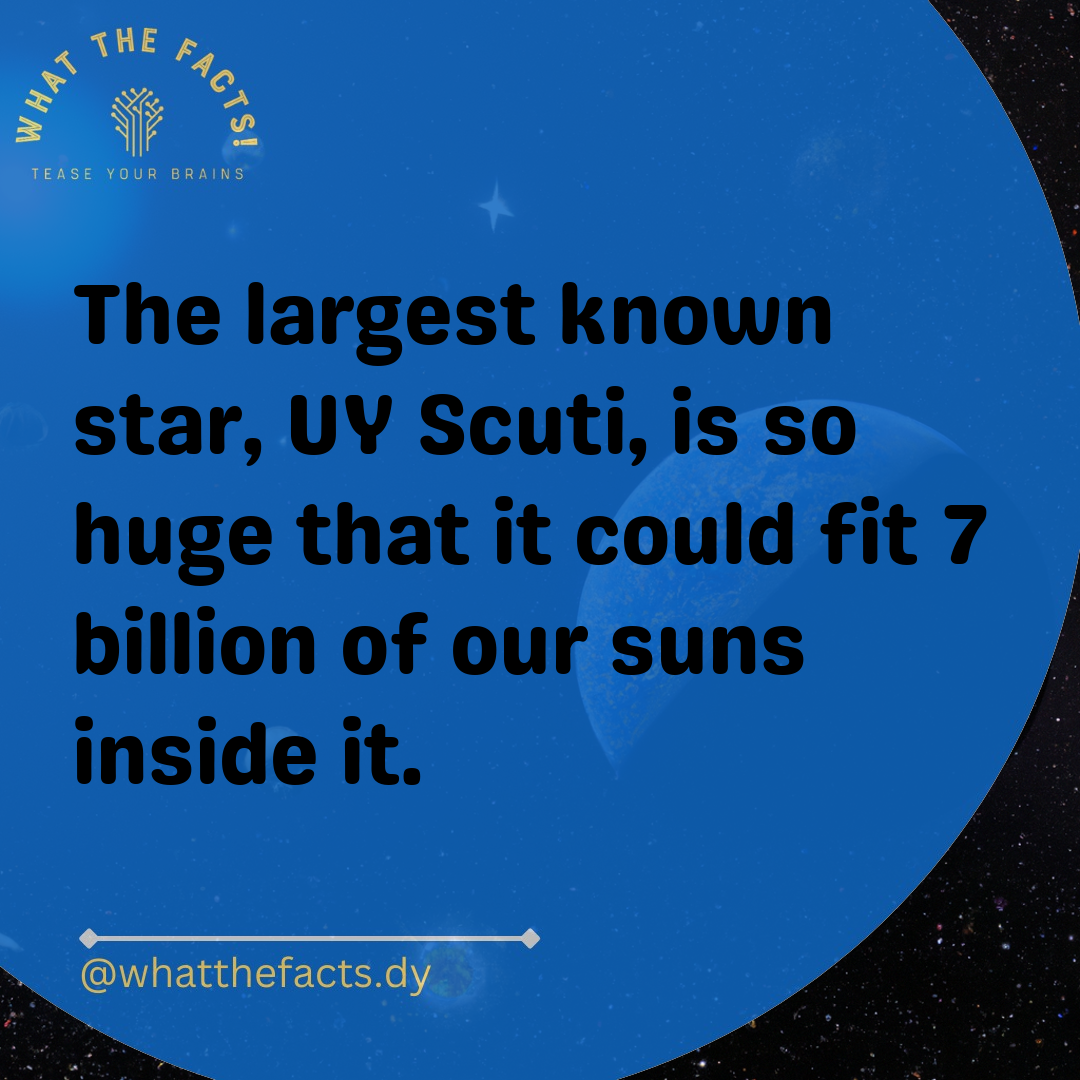 WHAT THE FACTS!
TEASE YOUR BRAINS
The largest known
star, UY Scuti, is so
huge that it could fit 7
billion of our suns
inside it.
@whatthefacts.dy